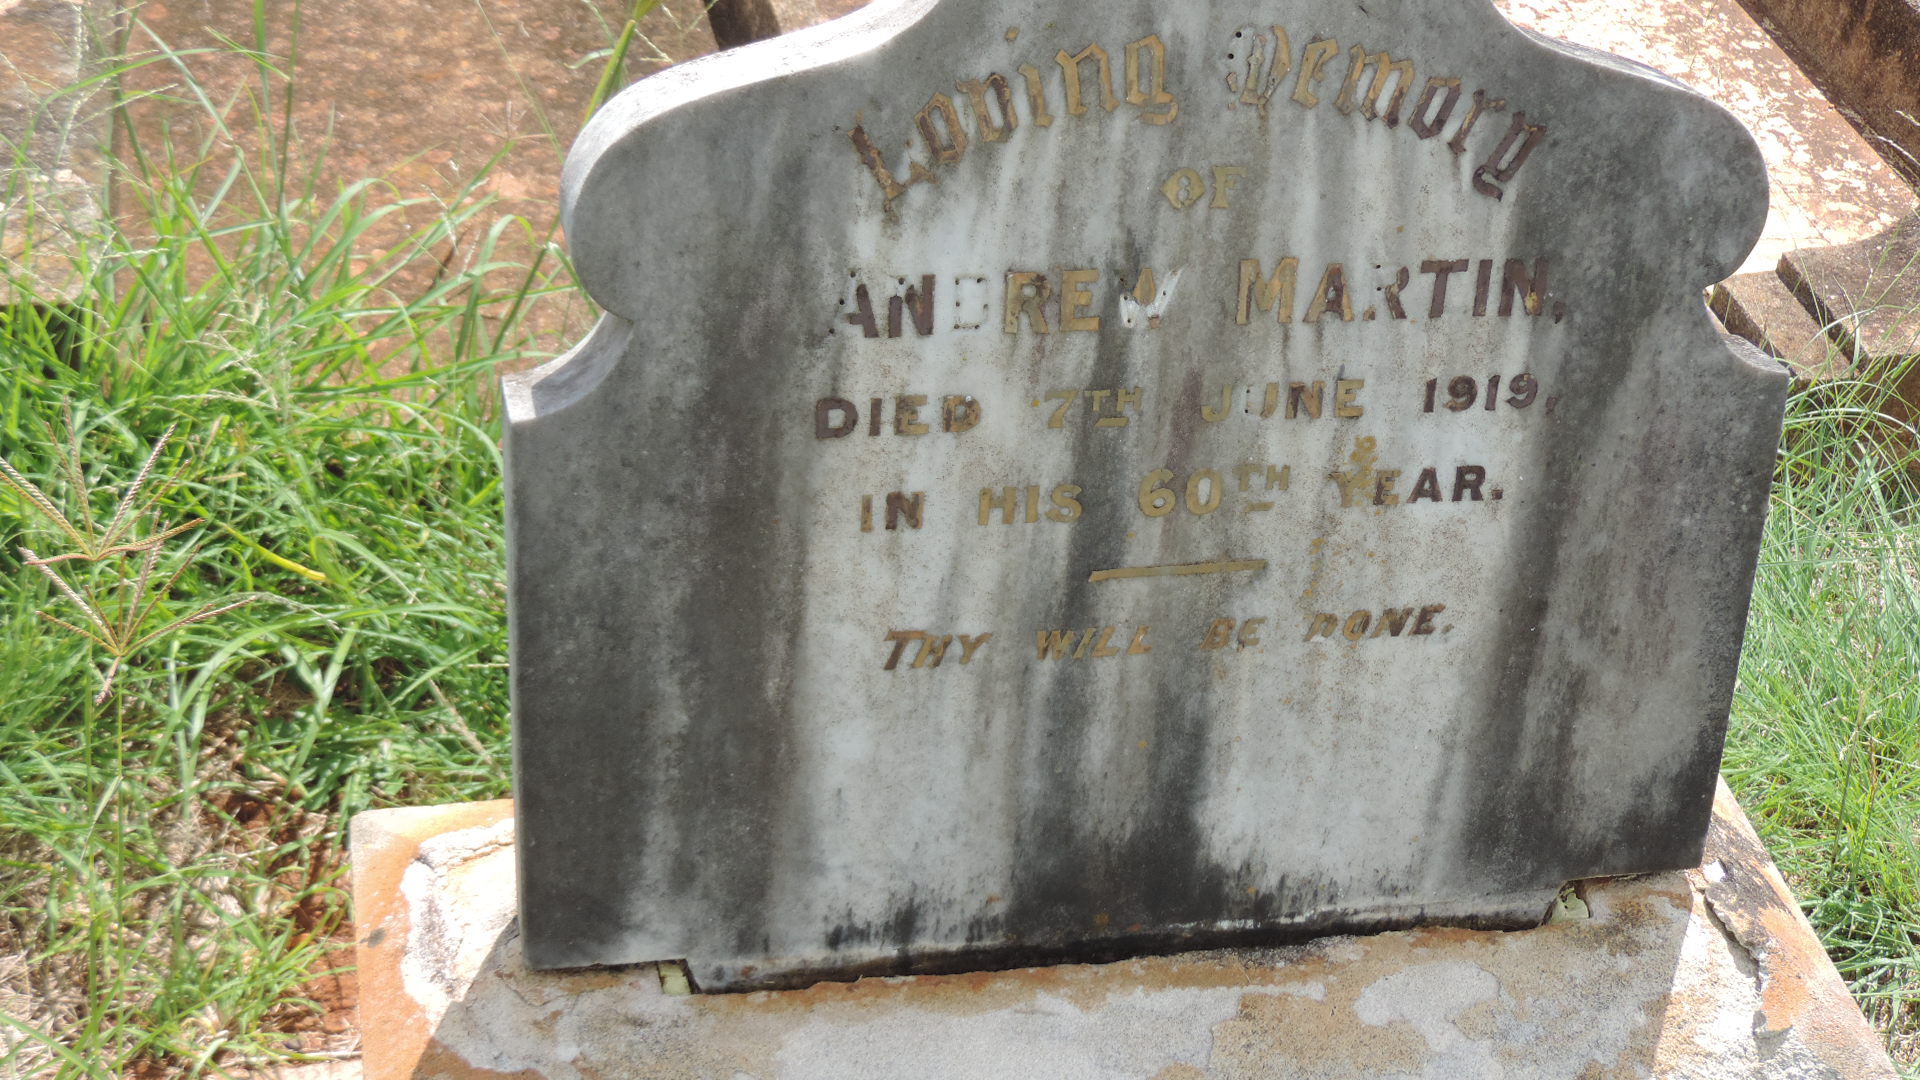 Loving Memory
OF
ANDREW MARTIN,
DIED 7TH JUNE 1919,
IN HIS 60TH YEAR.
THY WILL BE DONE.